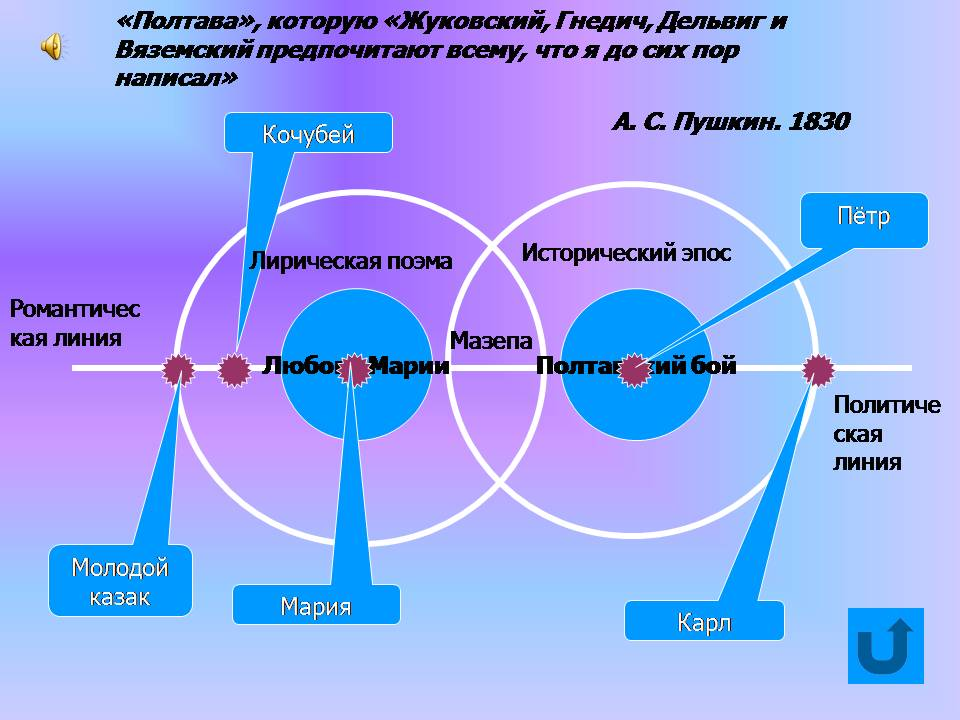 «Полтава», которую «Жуковский, Гнедич, Дельвиг и
Вяземский предпочитают всему, что я до сих пор
написал»
А. С. Пушкин. 1830
Кочубей
Пётр
Лирическая поэма
Исторический эпос
Романтичес
кая линия
Мазепа
Марии
бой
Политиче
ская
линия
Молодой
казак
Мария
Карл